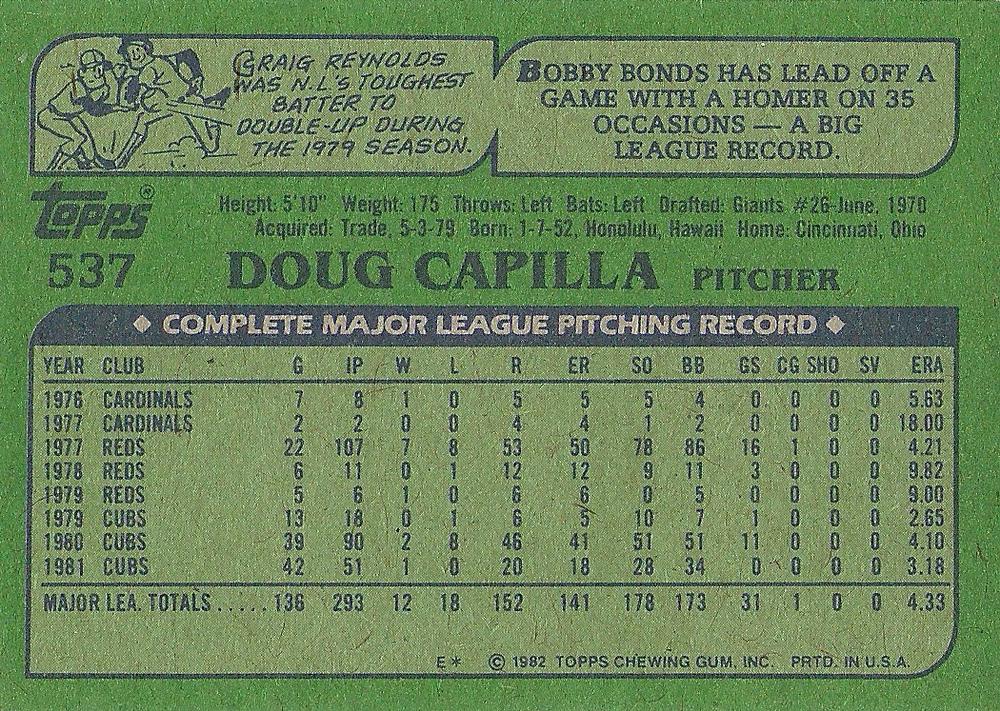 CRAIG REYNOLDS
WAS N.L'S TOUGHEST
BATTER TO
DOUBLE-UP DURING
THE 1979 SEASON.
BOBBY BONDS HAS LEAD OFF A
GAME WITH A HOMER ON 35
OCCASIONS — A BIG
LEAGUE RECORD.
Topps®
Height: 5'10" Weight: 175 Throws: Left Bats: Left Drafted: Giants #26-June, 1970
Acquired: Trade, 5-3-79 Born: 1-7-52, Honolulu, Hawaii Home: Cincinnati, Ohio
537 DOUG CAPILLA PITCHER
◆ COMPLETE MAJOR LEAGUE PITCHING RECORD ◆
YEAR CLUB G IP W L R ER SO BB GS CG SHO SV ERA
1976 CARDINALS 7 8 1 0 5 5 5 4 0 0 0 0 5.63
1977 CARDINALS 2 2 0 0 4 4 1 2 0 0 0 0 18.00
1977 REDS 22 107 7 8 53 50 78 86 16 1 0 0 4.21
1978 REDS 6 11 0 1 12 12 9 11 3 0 0 0 9.82
1979 REDS 5 6 1 0 6 6 0 5 0 0 0 0 9.00
1979 CUBS 13 18 0 1 6 5 10 7 1 0 0 0 2.65
1980 CUBS 39 90 2 8 46 41 51 51 11 0 0 0 4.10
1981 CUBS 42 51 1 0 20 18 28 34 0 0 0 0 3.18
MAJOR LEA. TOTALS ..... 136 293 12 18 152 141 178 173 31 1 0 0 4.33
E* © 1982 TOPPS CHEWING GUM, INC. PRTD. IN U.S.A.